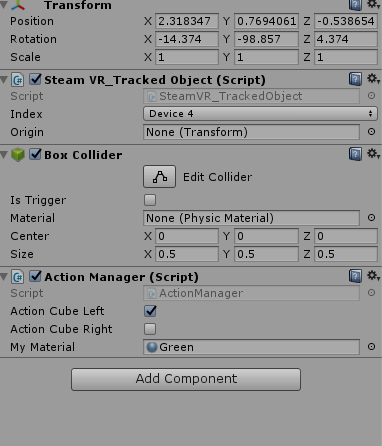 Transform
Position X 2.318347 Y 0.7694061 Z -0.538654
Rotation X -14.374 Y -98.857 Z 4.374
Scale X 1 Y 1 Z 1
Steam VR_Tracked Object (Script)
Script SteamVR_TrackedObject
Index Device 4
Origin None (Transform)
Box Collider
Edit Collider
Is Trigger
Material None (Physic Material)
Center X 0 Y 0 Z 0
Size X 0.5 Y 0.5 Z 0.5
Action Manager (Script)
Script ActionManager
Action Cube Left
Action Cube Right
My Material Green
Add Component